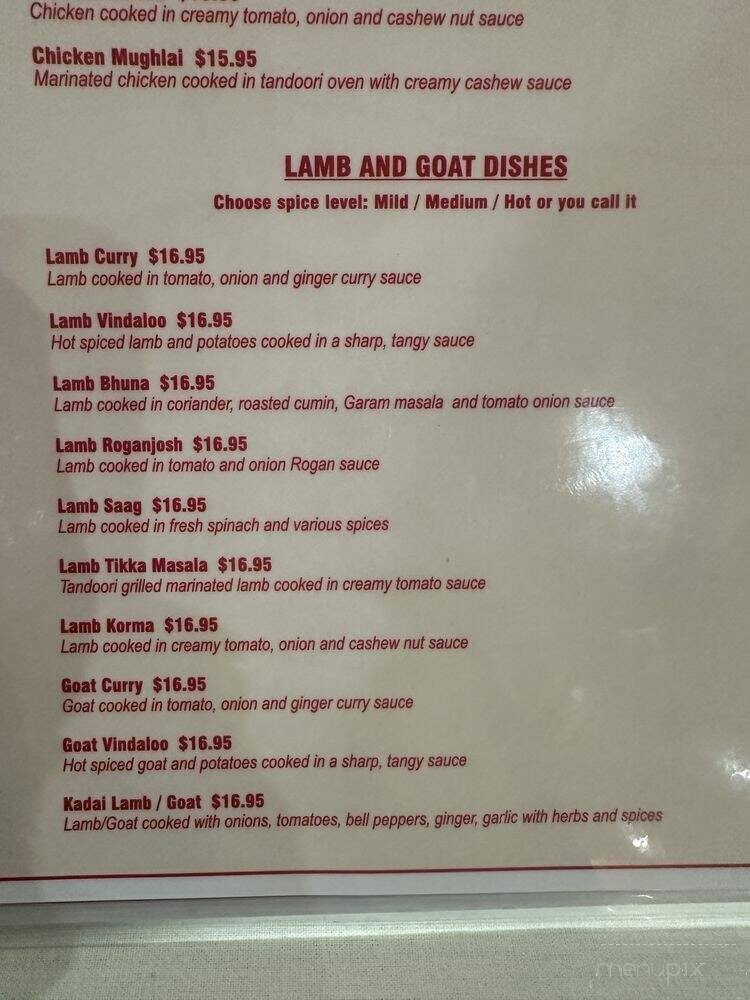 Chicken cooked in creamy tomato, onion and cashew nut sauce
Chicken Mughlai $15.95
Marinated chicken cooked in tandoori oven with creamy cashew sauce
LAMB AND GOAT DISHES
Choose spice level: Mild / Medium / Hot or you call it
Lamb Curry $16.95
Lamb cooked in tomato, onion and ginger curry sauce
Lamb Vindaloo $16.95
Hot spiced lamb and potatoes cooked in a sharp, tangy sauce
Lamb Bhuna $16.95
Lamb cooked in coriander, roasted cumin, Garam masala and tomato onion sauce
Lamb Roganjosh $16.95
Lamb cooked in tomato and onion Rogan sauce
Lamb Saag $16.95
Lamb cooked in fresh spinach and various spices
Lamb Tikka Masala $16.95
Tandoori grilled marinated lamb cooked in creamy tomato sauce
Lamb Korma $16.95
Lamb cooked in creamy tomato, onion and cashew nut sauce
Goat Curry $16.95
Goat cooked in tomato, onion and ginger curry sauce
Goat Vindaloo $16.95
Hot spiced goat and potatoes cooked in a sharp, tangy sauce
Kadai Lamb / Goat $16.95
Lamb/Goat cooked with onions, tomatoes, bell peppers, ginger, garlic with herbs and spices
menupix